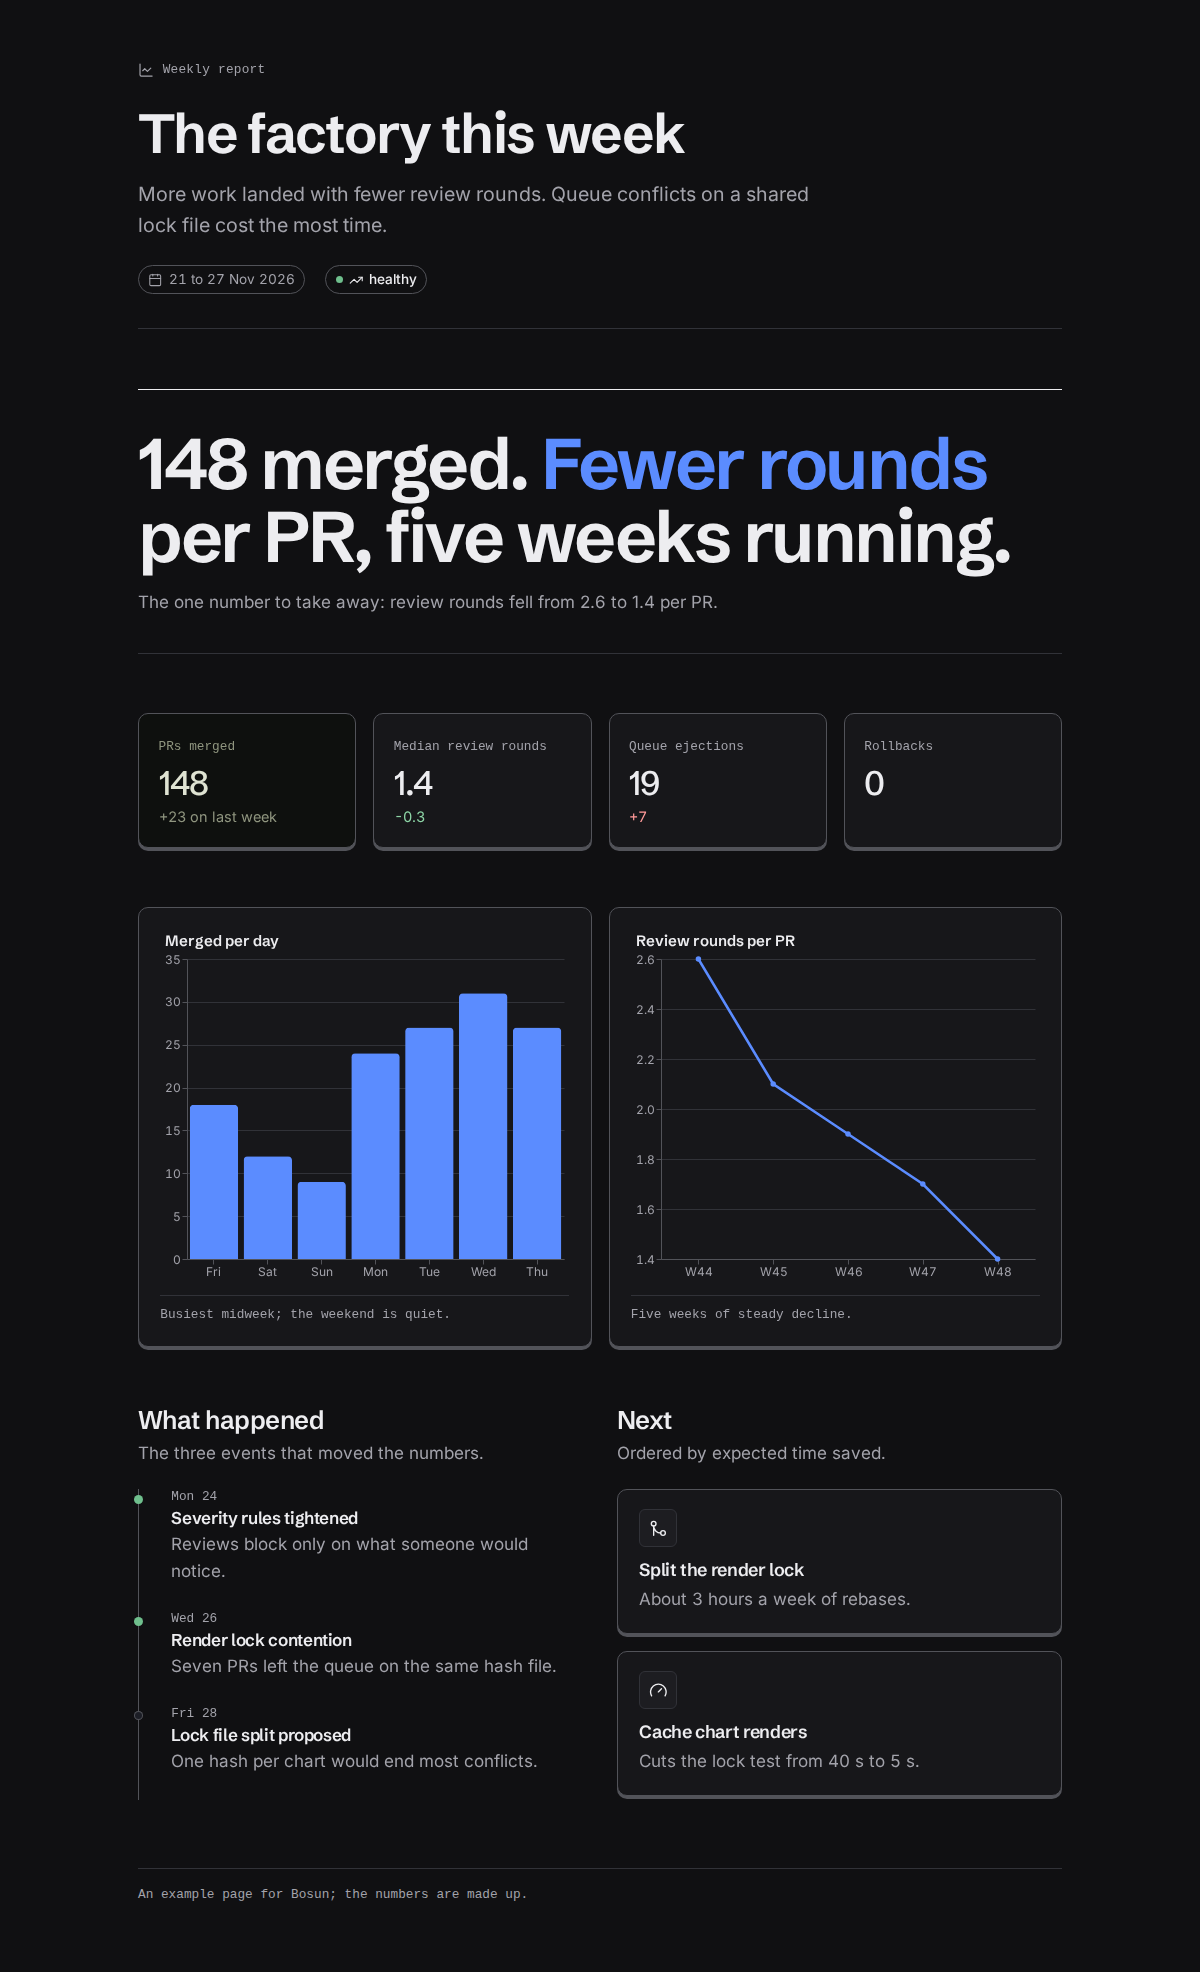 Weekly report
The factory this week
More work landed with fewer review rounds. Queue conflicts on a shared
lock file cost the most time.
21 to 27 Nov 2026
healthy
148 merged. Fewer rounds
per PR, five weeks running.
The one number to take away: review rounds fell from 2.6 to 1.4 per PR.
PRs merged
148
+23 on last week
Median review rounds
1.4
-0.3
Queue ejections
19
+7
Rollbacks
0
Merged per day
35
30
25
20
15
10
5
0
Fri Sat Sun Mon Tue Wed Thu
Busiest midweek; the weekend is quiet.
Review rounds per PR
2.6
2.4
2.2
2.0
1.8
1.6
1.4
W44 W45 W46 W47 W48
Five weeks of steady decline.
What happened
The three events that moved the numbers.
Mon 24
Severity rules tightened
Reviews block only on what someone would
notice.
Wed 26
Render lock contention
Seven PRs left the queue on the same hash file.
Fri 28
Lock file split proposed
One hash per chart would end most conflicts.
Next
Ordered by expected time saved.
Split the render lock
About 3 hours a week of rebases.
Cache chart renders
Cuts the lock test from 40 s to 5 s.
An example page for Bosun; the numbers are made up.